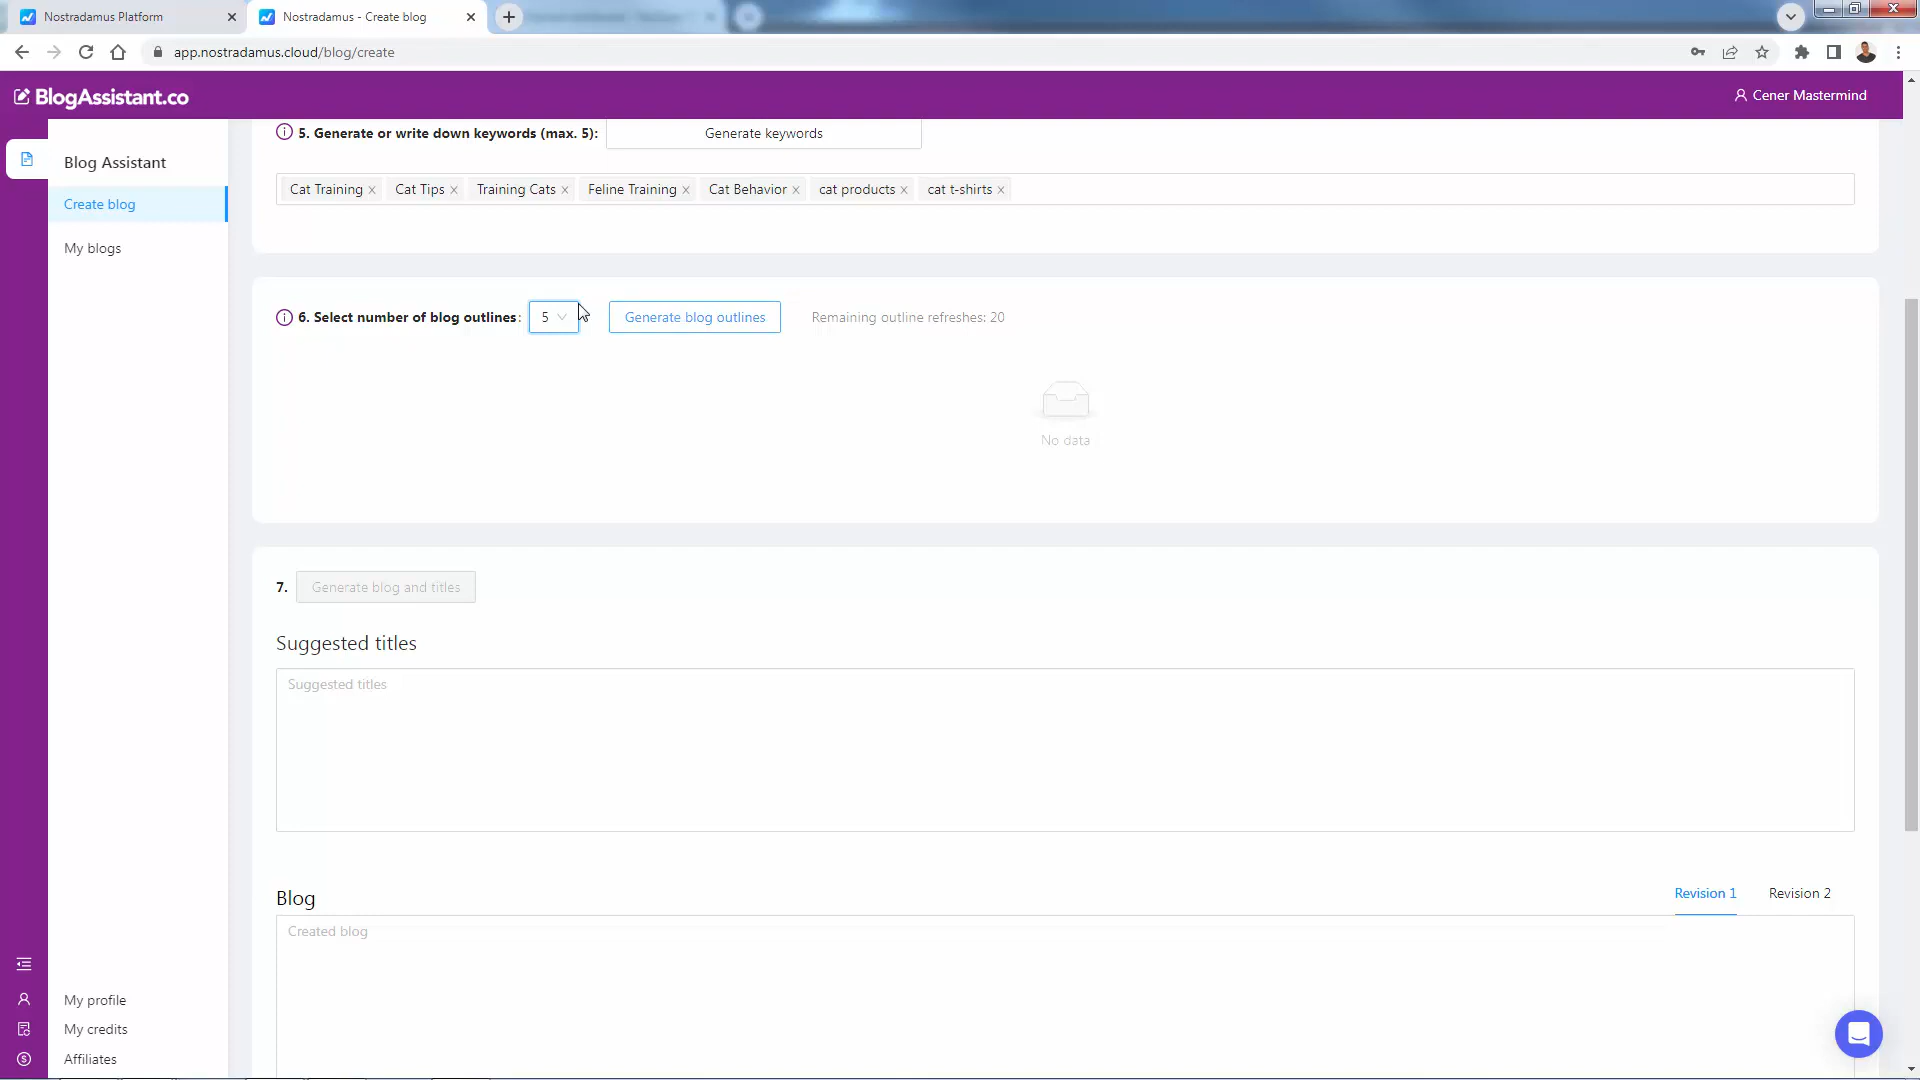 Nostradamus Platform
Nostradamus - Create blog
app.nostradamus.cloud/blog/create
BlogAssistant.co
Cener Mastermind
Blog Assistant
Create blog
My blogs
5. Generate or write down keywords (max. 5):
Generate keywords
Cat Training
Cat Tips
Training Cats
Feline Training
Cat Behavior
cat products
cat t-shirts
6. Select number of blog outlines:
5
Generate blog outlines
Remaining outline refreshes: 20
No data
7.
Generate blog and titles
Suggested titles
Suggested titles
Blog
Revision 1
Revision 2
Created blog
My profile
My credits
Affiliates